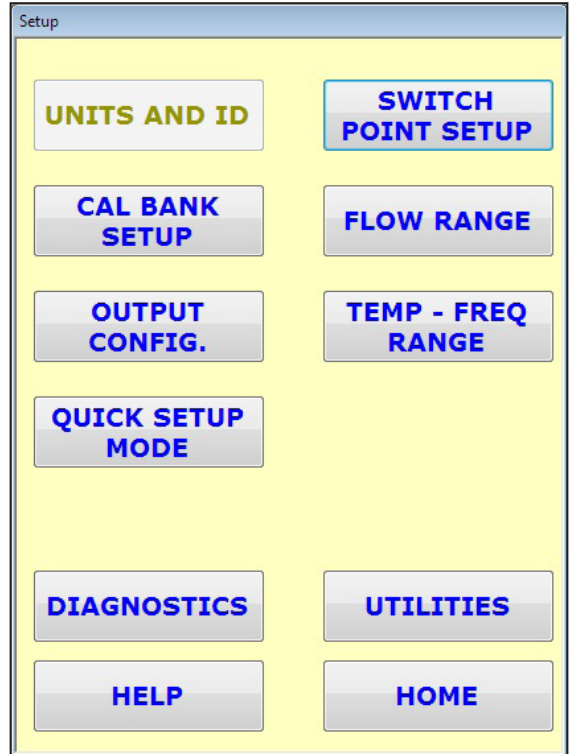 Setup
UNITS AND ID
SWITCH
POINT SETUP
CAL BANK
SETUP
FLOW RANGE
OUTPUT
CONFIG.
TEMP - FREQ
RANGE
QUICK SETUP
MODE
DIAGNOSTICS
UTILITIES
HELP
HOME